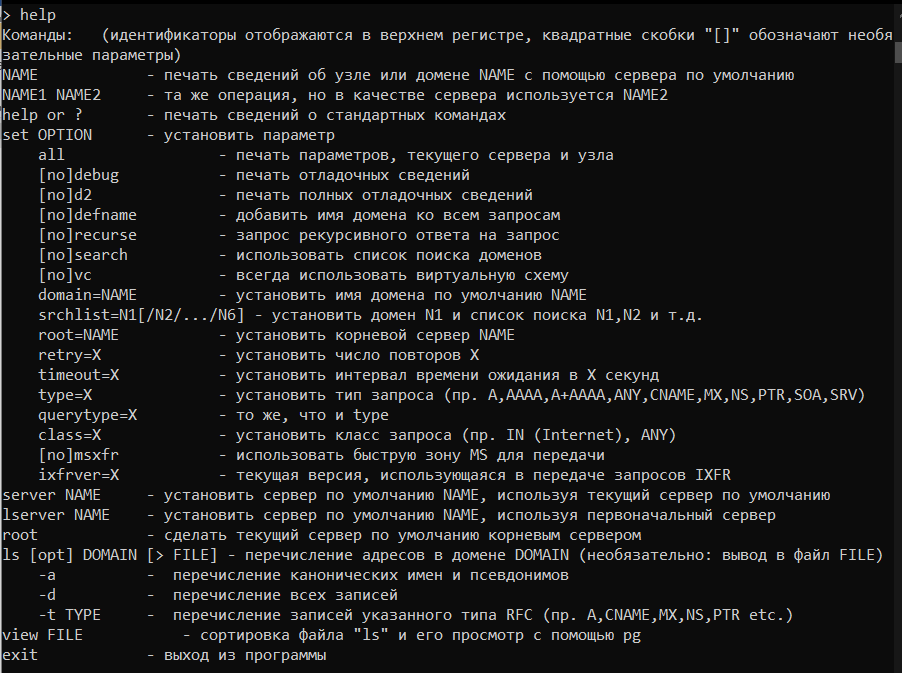 > help
Команды:   (идентификаторы отображаются в верхнем регистре, квадратные скобки "[]" обозначают необя
зательные параметры)
NAME            - печать сведений об узле или домене NAME с помощью сервера по умолчанию
NAME1 NAME2     - та же операция, но в качестве сервера используется NAME2
help or ?       - печать сведений о стандартных командах
set OPTION      - установить параметр
    all                 - печать параметров, текущего сервера и узла
    [no]debug           - печать отладочных сведений
    [no]d2              - печать полных отладочных сведений
    [no]defname         - добавить имя домена ко всем запросам
    [no]recurse         - запрос рекурсивного ответа на запрос
    [no]search          - использовать список поиска доменов
    [no]vc              - всегда использовать виртуальную схему
    domain=NAME         - установить имя домена по умолчанию NAME
    srchlist=N1[/N2/.../N6] - установить домен N1 и список поиска N1,N2 и т.д.
    root=NAME           - установить корневой сервер NAME
    retry=X             - установить число повторов X
    timeout=X           - установить интервал времени ожидания в X секунд
    type=X              - установить тип запроса (пр. A,AAAA,A+AAAA,ANY,CNAME,MX,NS,PTR,SOA,SRV)
    querytype=X         - то же, что и type
    class=X             - установить класс запроса (пр. IN (Internet), ANY)
    [no]msxfr           - использовать быструю зону MS для передачи
    ixfrver=X           - текущая версия, использующаяся в передаче запросов IXFR
server NAME     - установить сервер по умолчанию NAME, используя текущий сервер по умолчанию
lserver NAME    - установить сервер по умолчанию NAME, используя первоначальный сервер
root            - сделать текущий сервер по умолчанию корневым сервером
ls [opt] DOMAIN [> FILE] - перечисление адресов в домене DOMAIN (необязательно: вывод в файл FILE)
    -a          -  перечисление канонических имен и псевдонимов
    -d          -  перечисление всех записей
    -t TYPE     -  перечисление записей указанного типа RFC (пр. A,CNAME,MX,NS,PTR etc.)
view FILE           - сортировка файла "ls" и его просмотр с помощью pg
exit            - выход из программы